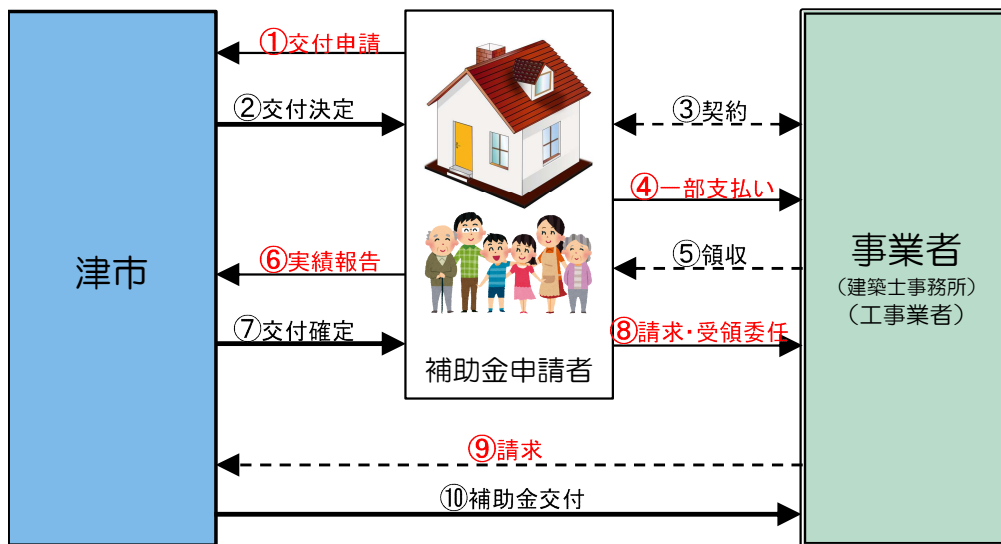 ①交付申請
②交付決定
③契約
④一部支払い
津市
⑥実績報告
⑤領収
事業者
(建築士事務所)
(工事業者)
⑦交付確定
⑧請求・受領委任
補助金申請者
⑨請求
⑩補助金交付